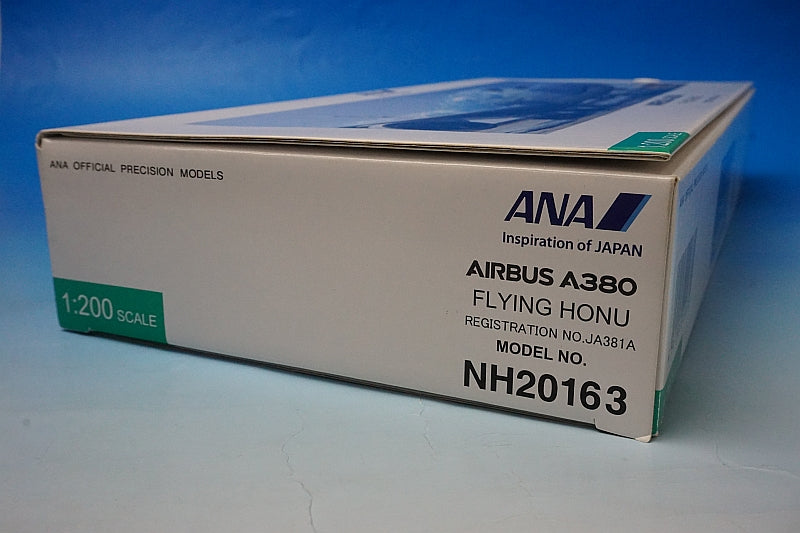 ANA OFFICIAL PRECISION MODELS
ANA
Inspiration of JAPAN
AIRBUS A380
FLYING HONU
REGISTRATION NO.JA381A
MODEL NO.
NH20163
1:200 SCALE